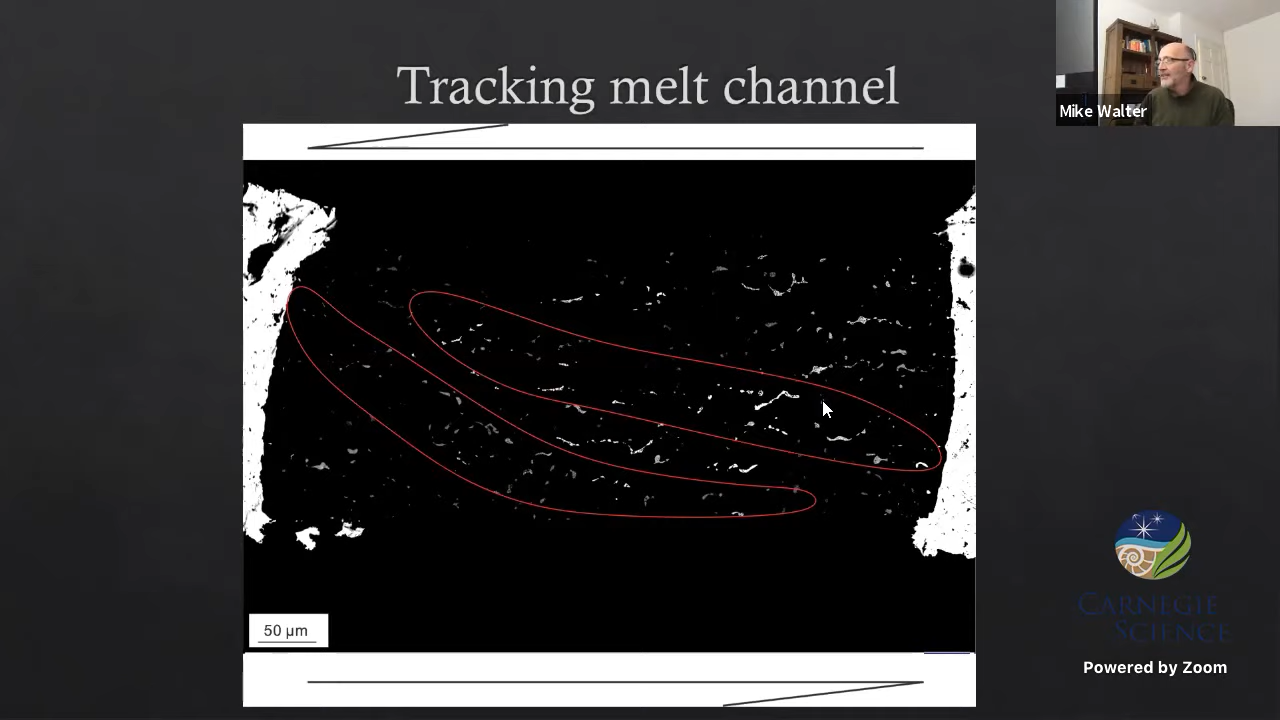 Tracking melt channel
Mike Walter
50 µm
CARNEGIE
SCIENCE
Powered by Zoom